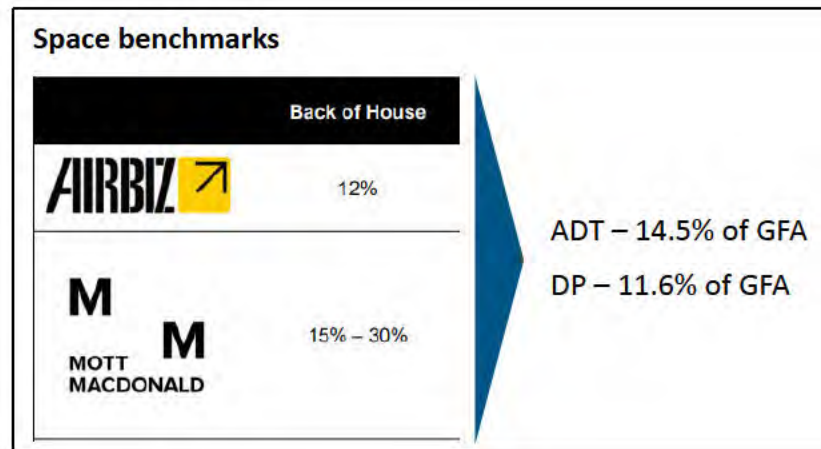 Space benchmarks
Back of House
AIRBIZ
12%
M
M
MOTT
MACDONALD
15% – 30%
ADT – 14.5% of GFA
DP – 11.6% of GFA